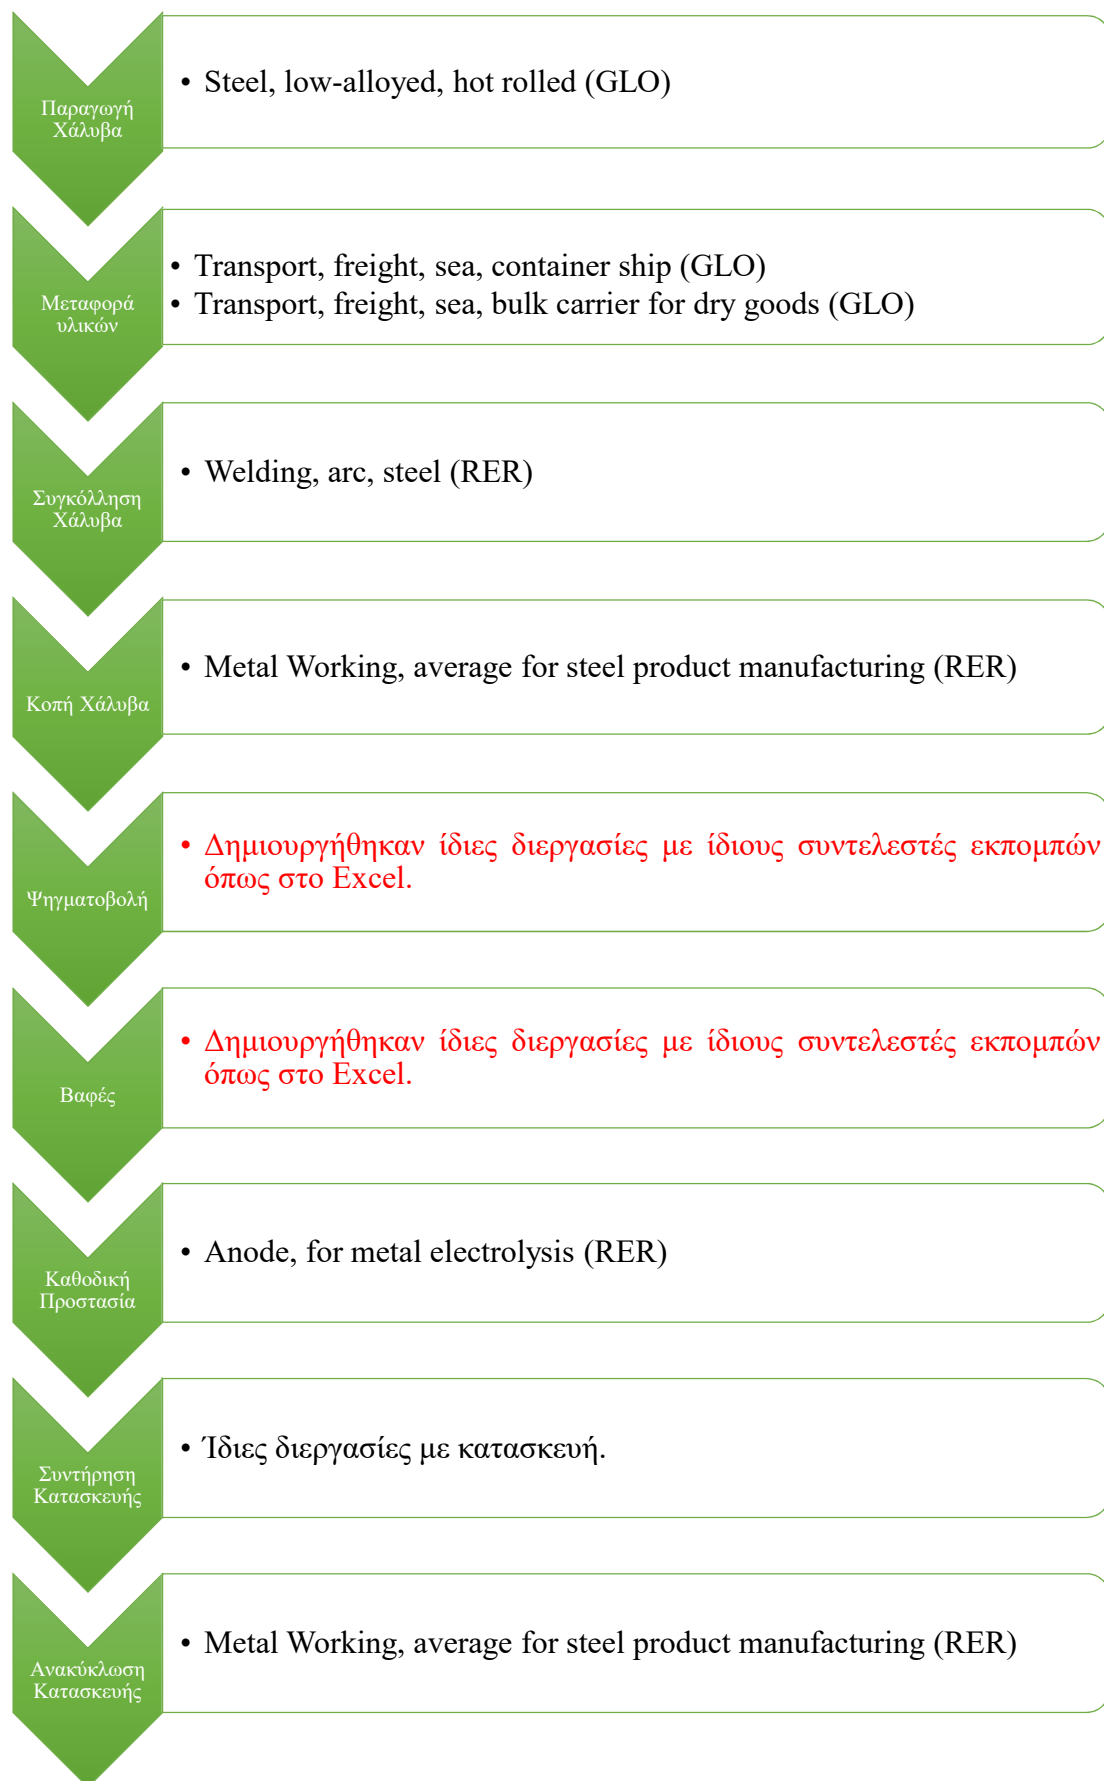 Παραγωγή
Χάλυβα
• Steel, low-alloyed, hot rolled (GLO)
Μεταφορά
υλικών
• Transport, freight, sea, container ship (GLO)
• Transport, freight, sea, bulk carrier for dry goods (GLO)
Συγκόλληση
Χάλυβα
• Welding, arc, steel (RER)
Κοπή Χάλυβα
• Metal Working, average for steel product manufacturing (RER)
Ψηγματοβολή
• Δημιουργήθηκαν ίδιες διεργασίες με ίδιους συντελεστές εκπομπών
όπως στο Excel.
Βαφές
• Δημιουργήθηκαν ίδιες διεργασίες με ίδιους συντελεστές εκπομπών
όπως στο Excel.
Καθοδική
Προστασία
• Anode, for metal electrolysis (RER)
Συντήρηση
Κατασκευής
• Ίδιες διεργασίες με κατασκευή.
Ανακύκλωση
Κατασκευής
• Metal Working, average for steel product manufacturing (RER)